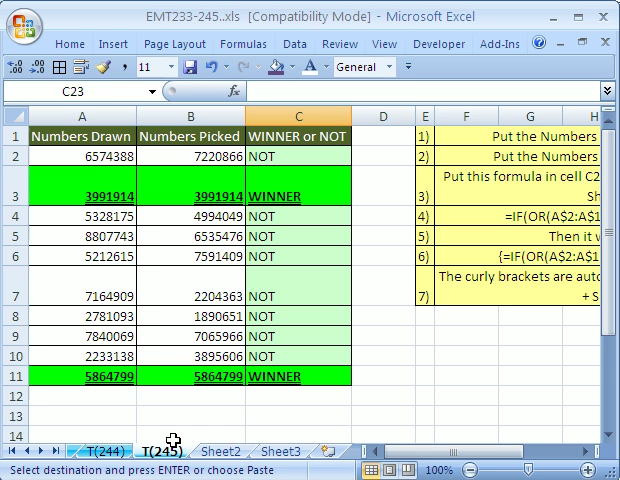 EMT233-245..xls [Compatibility Mode] - Microsoft Excel
Home Insert Formulas Data Review View Developer Add-Ins
11 General
C23 fx
A B C D E F G H
1 Numbers Drawn Numbers Picked WINNER or NOT 1) Put the Numbers
2 6574388 7220866 NOT 2) Put the Numbers
Put this formula in cell C2
3 3991914 3991914 WINNER 3) Sh
4 5328175 4994049 NOT 4) =IF(OR(A$2:A$1
5 8807743 6535476 NOT 5) Then it w
6 5212615 7591409 NOT 6) {=IF(OR(A$2:A$1
The curly brackets are auto
7 7164909 2204363 NOT 7) + S
8 2781093 1890651 NOT
9 7840069 7065966 NOT
10 2233138 3895606 NOT
11 5864799 5864799 WINNER
12
13
14
T(244) T(245) Sheet2 Sheet3
Select destination and press ENTER or choose Paste 100%